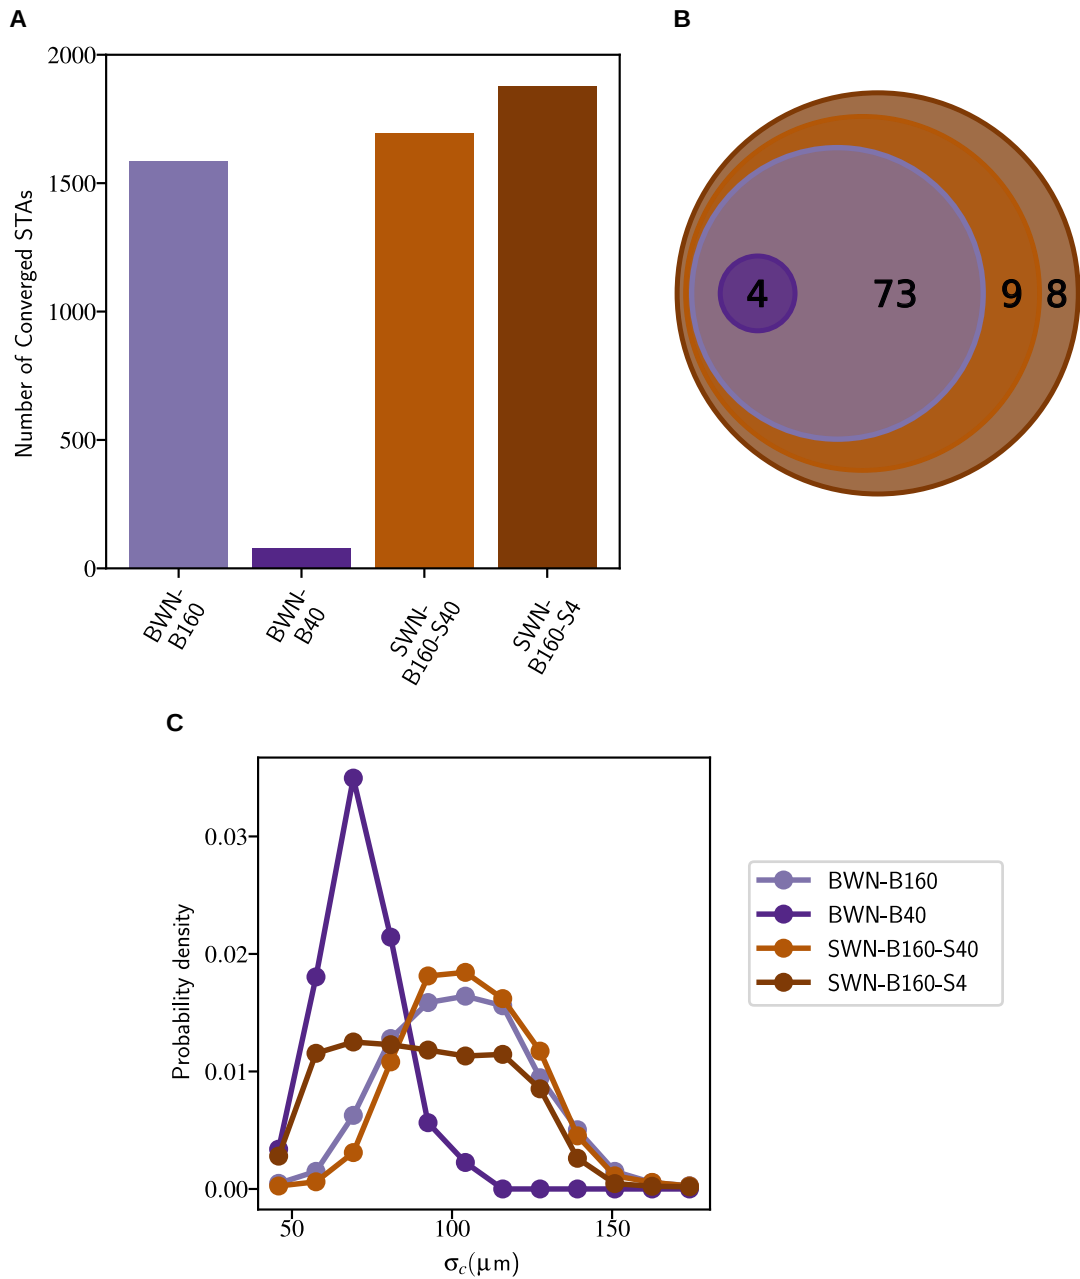 A
B
2000
1500
1000
500
0
Number of Converged STAs
BWN-
B160
BWN-
B40
SWN-
B160-S40
SWN-
B160-S4
4 73 9 8
C
0.03
0.02
0.01
0.00
Probability density
50 100 150
σc(μm)
BWN-B160
BWN-B40
SWN-B160-S40
SWN-B160-S4